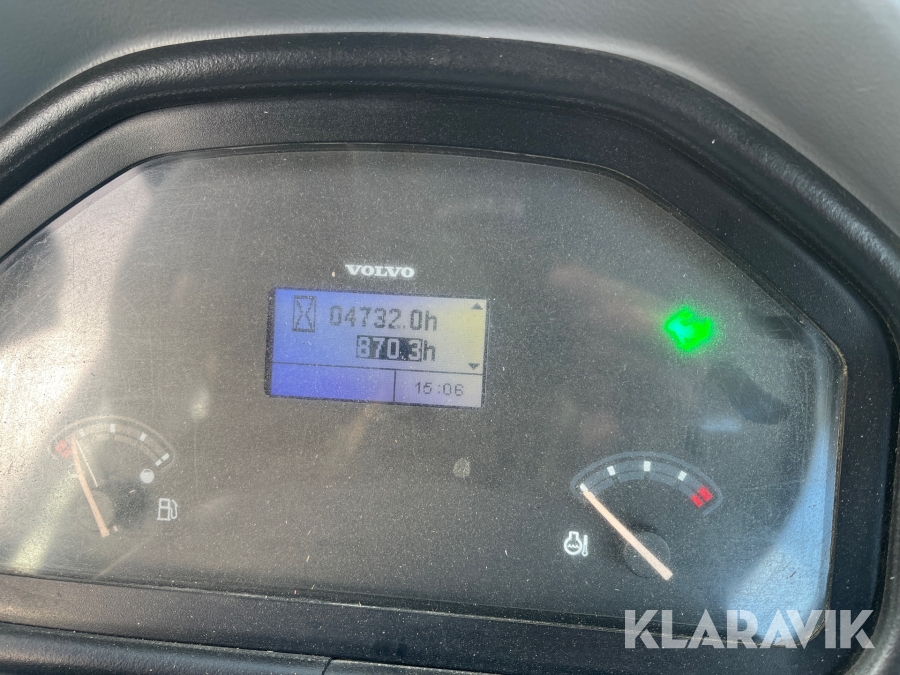 VOLVO
04732.0h
870.3h
15:06
KLARAVIK